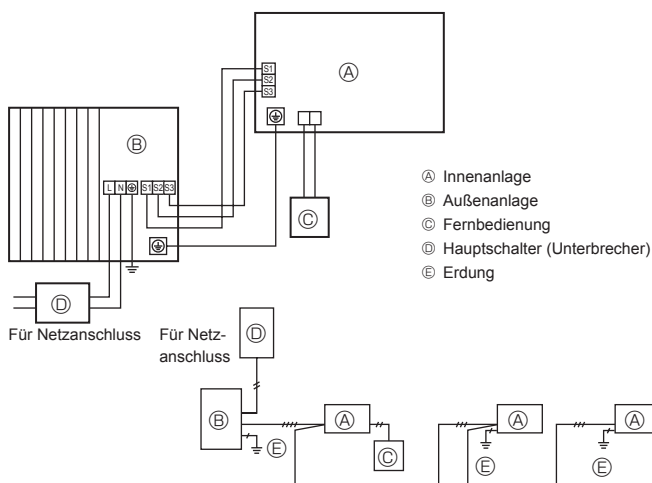 S1
S2
S3
Ⓐ
Ⓑ
L N S1 S2 S3
Ⓒ
Ⓓ
Für Netzanschluss
Ⓐ Innenanlage
Ⓑ Außenanlage
Ⓒ Fernbedienung
Ⓓ Hauptschalter (Unterbrecher)
Ⓔ Erdung
Für Netz-
anschluss
Ⓓ
Ⓑ
Ⓔ
Ⓐ
Ⓒ
Ⓐ
Ⓔ
Ⓐ
Ⓔ